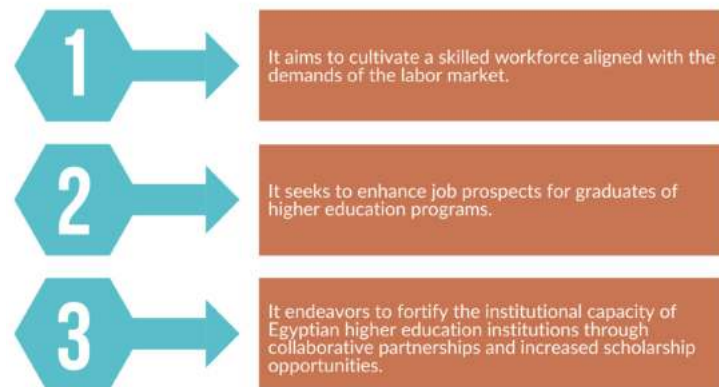 1
It aims to cultivate a skilled workforce aligned with the
demands of the labor market.
2
It seeks to enhance job prospects for graduates of
higher education programs.
3
It endeavors to fortify the institutional capacity of
Egyptian higher education institutions through
collaborative partnerships and increased scholarship
opportunities.